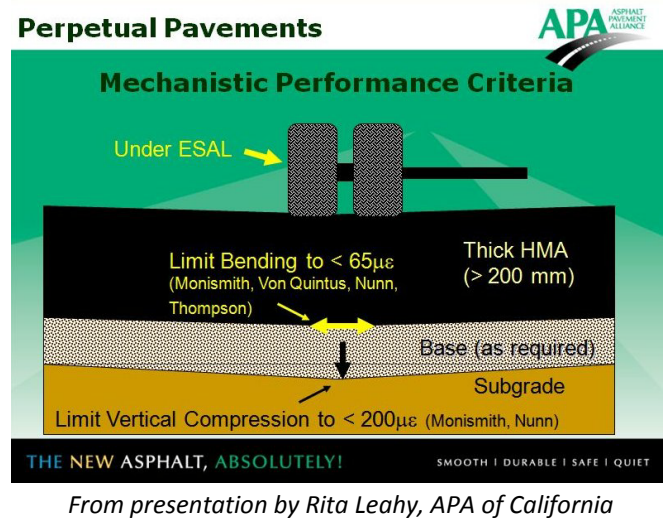 Perpetual Pavements
APA
ASPHALT
PAVEMENT
ALLIANCE
Mechanistic Performance Criteria
Under ESAL
Limit Bending to < 65με
(Monismith, Von Quintus, Nunn,
Thompson)
Thick HMA
(> 200 mm)
Base (as required)
Subgrade
Limit Vertical Compression to < 200με (Monismith, Nunn)
THE NEW ASPHALT, ABSOLUTELY!
SMOOTH | DURABLE | SAFE | QUIET
From presentation by Rita Leahy, APA of California